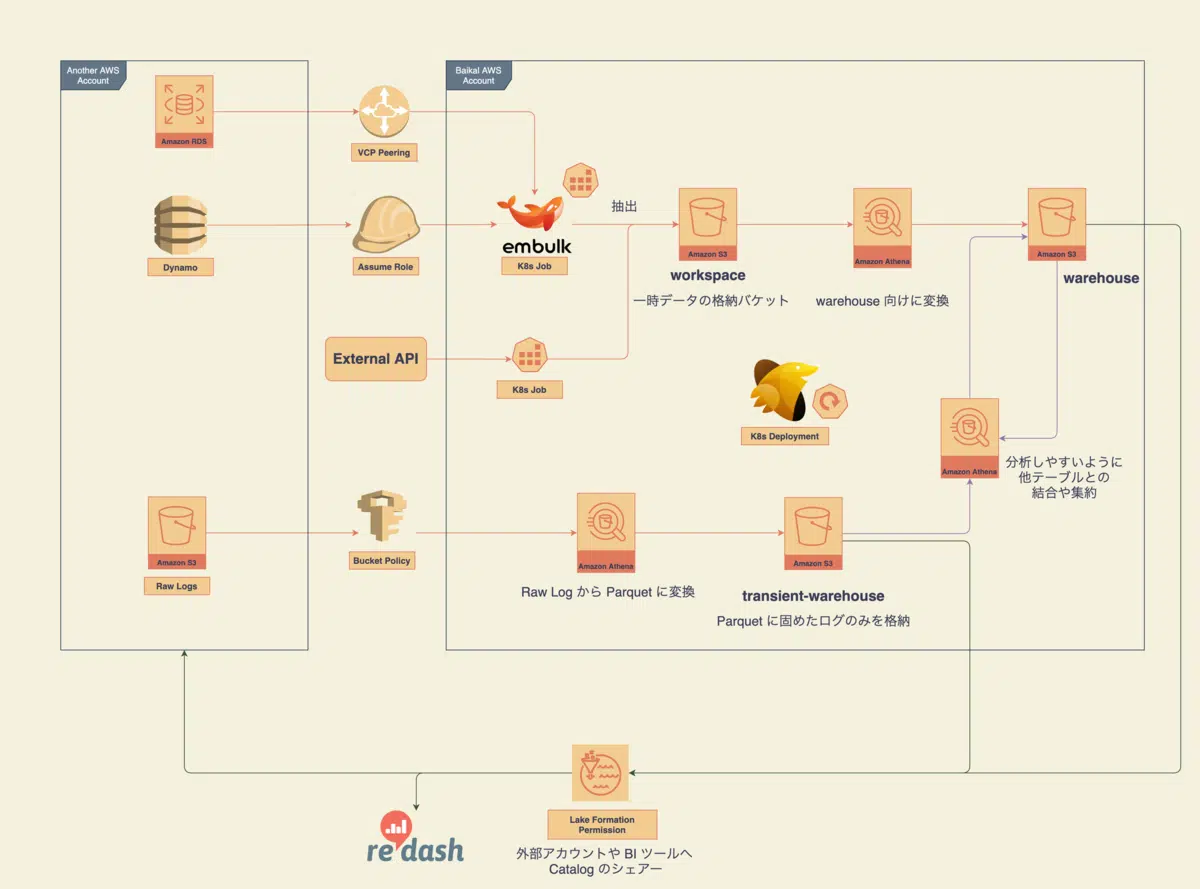 Another AWS
Account
Baikal AWS
Account
Amazon RDS
VCP Peering
Dynamo
Assume Role
embulk
K8s Job
抽出
Amazon S3
workspace
一時データの格納バケット
Amazon Athena
warehouse 向けに変換
Amazon S3
warehouse
External API
K8s Job
K8s Deployment
Amazon Athena
分析しやすいように
他テーブルとの
結合や集約
Amazon S3
Raw Logs
Bucket Policy
Amazon Athena
Raw Log から Parquet に変換
Amazon S3
transient-warehouse
Parquet に固めたログのみを格納
Lake Formation
Permission
外部アカウントや BI ツールへ
Catalog のシェアー
redash